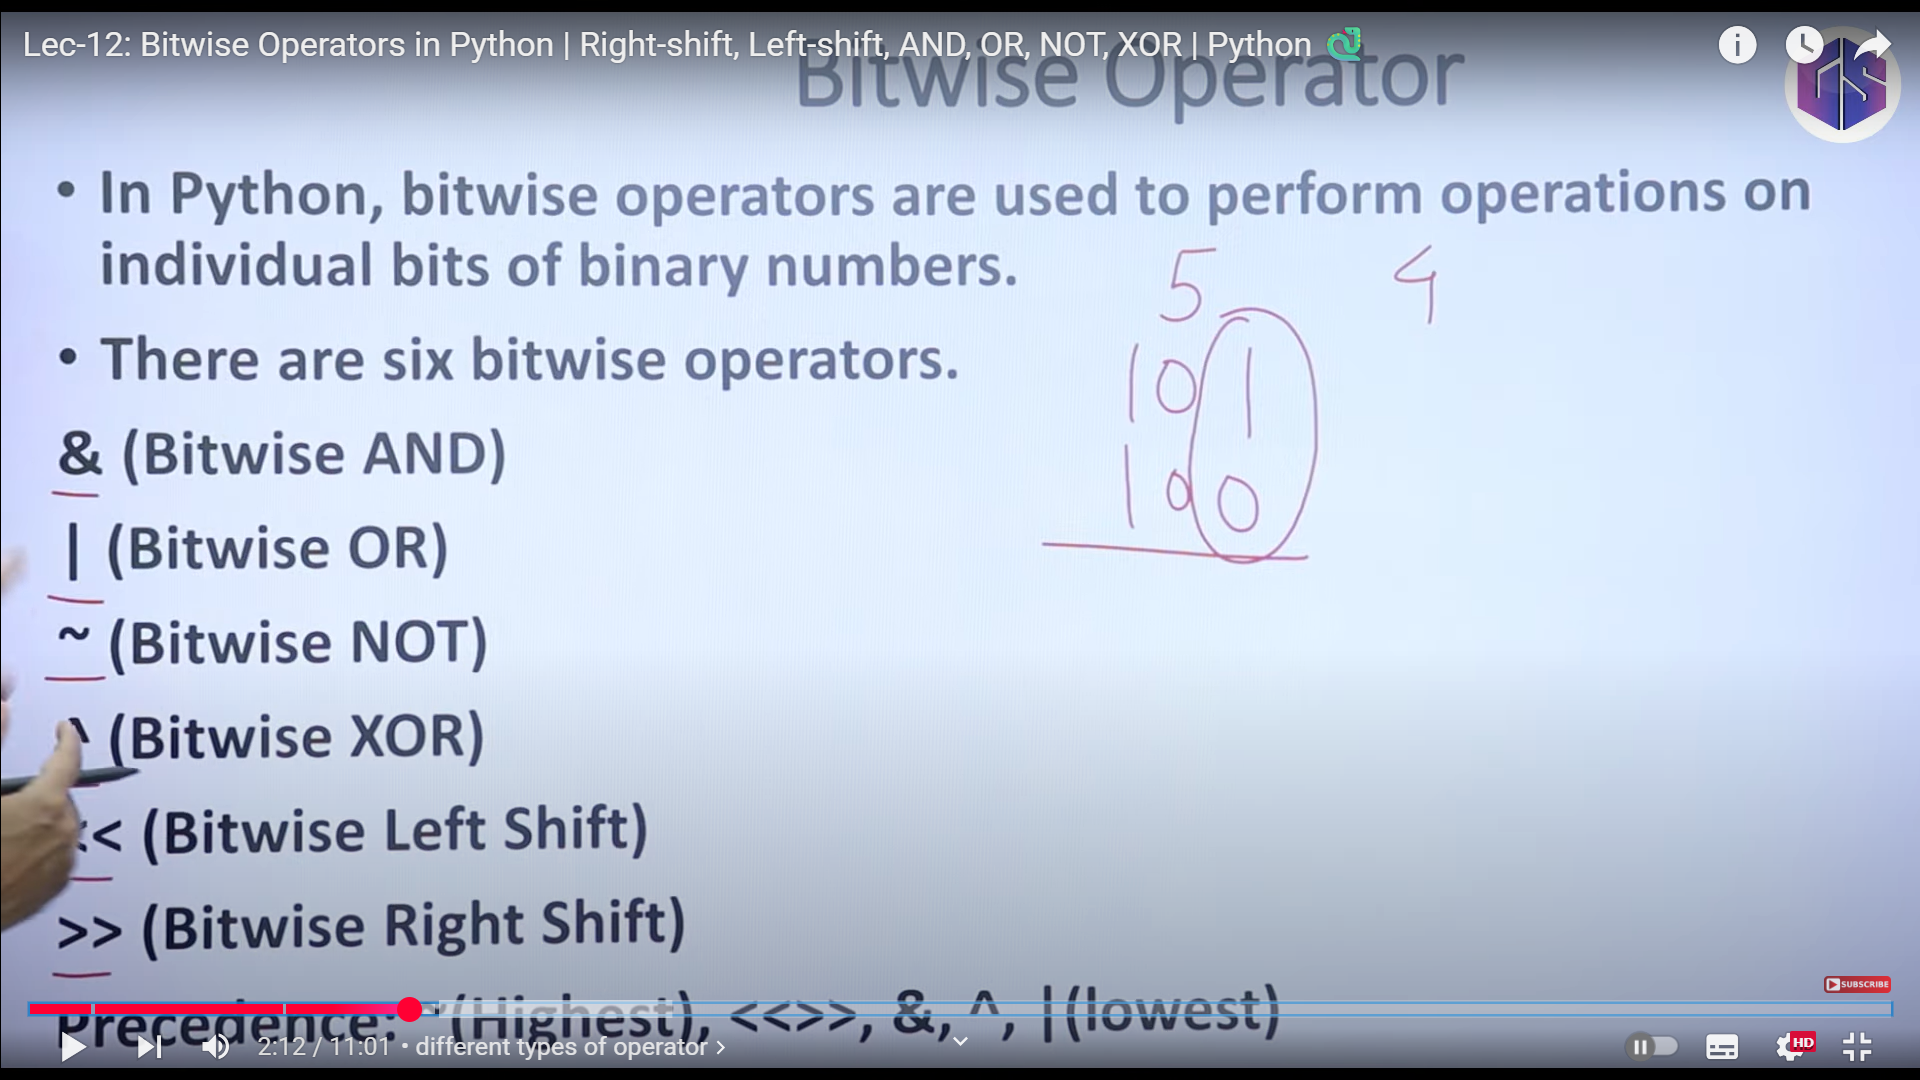 Lec-12: Bitwise Operators in Python | Right-shift, Left-shift, AND, OR, NOT, XOR | Python
Bitwise Operator
• In Python, bitwise operators are used to perform operations on
individual bits of binary numbers.
5 4
• There are six bitwise operators.
101
& (Bitwise AND)
100
| (Bitwise OR)
~ (Bitwise NOT)
^ (Bitwise XOR)
<< (Bitwise Left Shift)
>> (Bitwise Right Shift)
SUBSCRIBE
Precedence: ~(Highest), <<>>, &, ^, |(lowest)
2:12 / 11:01 • different types of operator >
HD